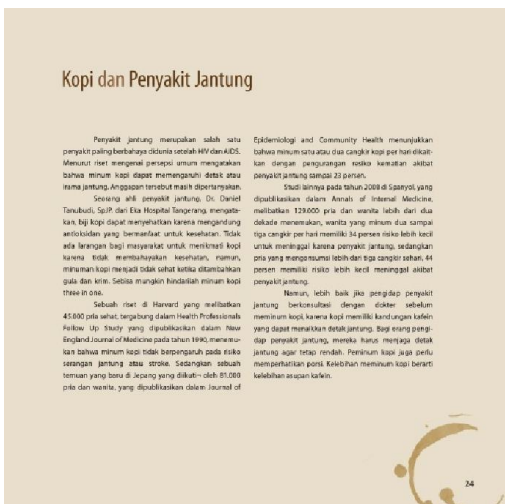 Kopi dan Penyakit Jantung
Penyakit jantung merupakan salah satu
penyakit paling berbahaya didunia setelah HIV dan AIDS.
Menurut riset mengenai persepsi umum mengatakan
bahwa minum kopi dapat memengaruhi detak atau
irama jantung. Anggapan tersebut masih dipertanyakan.
Seorang ahli penyakit jantung, Dr. Daniel
Tanubudi, Sp.JP. dari Eka Hospital Tangerang, mengata-
kan, biji kopi dapat menyehatkan karena mengandung
antioksidan yang bermanfaat untuk kesehatan. Tidak
ada larangan bagi masyarakat untuk menikmati kopi
karena tidak membahayakan kesehatan, namun,
minuman kopi menjadi tidak sehat ketika ditambahkan
gula dan krim. Sebisa mungkin hindarilah minum kopi
three in one.
Sebuah riset di Harvard yang melibatkan
45.000 pria sehat, tergabung dalam Health Professionals
Follow Up Study yang dipublikasikan dalam New
England Journal of Medicine pada tahun 1990, menemu-
kan bahwa minum kopi tidak berpengaruh pada risiko
serangan jantung atau stroke. Sedangkan sebuah
temuan yang baru di Jepang yang diikuti¬ oleh 81.000
pria dan wanita, yang dipublikasikan dalam Journal of
Epidemiologi and Community Health menunjukkan
bahwa minum satu atau dua cangkir kopi per hari dikait-
kan dengan pengurangan resiko kematian akibat
penyakit jantung sampai 23 persen.
Studi lainnya pada tahun 2008 di Spanyol, yang
dipublikasikan dalam Annals of Internal Medicine,
melibatkan 129.000 pria dan wanita lebih dari dua
dekade menemukan, wanita yang minum dua sampai
tiga cangkir per hari memiliki 34 persen risiko lebih kecil
untuk meninggal karena penyakit jantung, sedangkan
pria yang mengonsumsi lebih dari tiga cangkir sehari, 44
persen memiliki risiko lebih kecil meninggal akibat
penyakit jantung.
Namun, lebih baik jika pengidap penyakit
jantung berkonsultasi dengan dokter sebelum
meminum kopi, karena kopi memiliki kandungan kafein
yang dapat menaikkan detak jantung. Bagi orang pengi-
dap penyakit jantung, mereka harus menjaga detak
jantung agar tetap rendah. Peminum kopi juga perlu
memperhatikan porsi. Kelebihan meminum kopi berarti
kelebihan asupan kafein.
24